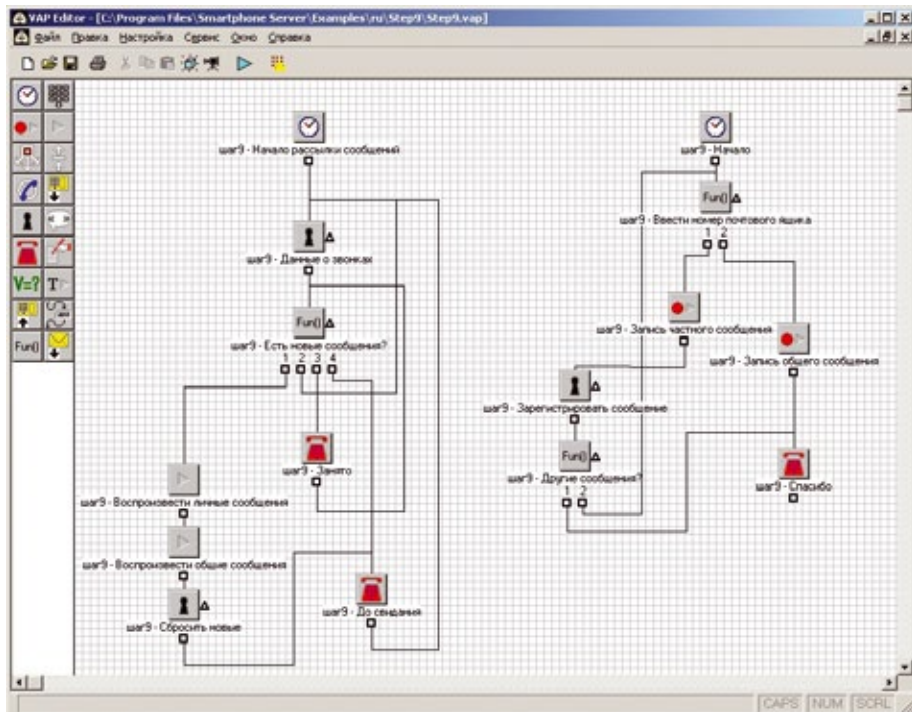 VAP Editor - [C:\Program Files\Smartphone Server\Examples\ru\Step9\Step9.vap]
Файл Правка Настройка Сервис Окно Справка
шаг9 - Начало рассылки сообщений
шаг9 - Данные о звонках
Fun()
шаг9 - Есть новые сообщения?
1 2 3 4
шаг9 - Занято
шаг9 - Воспроизвести личные сообщения
шаг9 - Воспроизвести общие сообщения
шаг9 - Сбросить новые
шаг9 - До свидания
шаг9 - Начало
Fun()
шаг9 - Ввести номер почтового ящика
1 2
шаг9 - Запись частного сообщения
шаг9 - Запись общего сообщения
шаг9 - Зарегистрировать сообщение
Fun()
шаг9 - Другие сообщения?
1 2
шаг9 - Спасибо
V=?
T
Fun()
CAPS NUM SCRL